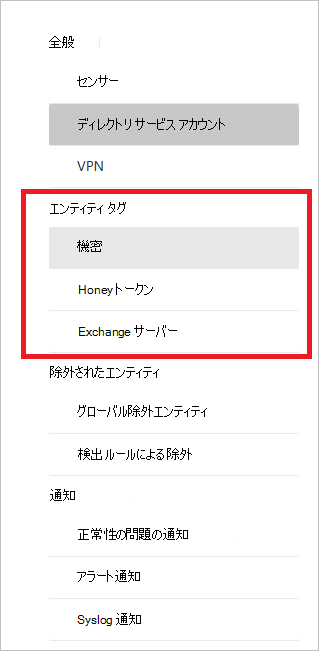 全般
センサー
ディレクトリ サービス アカウント
VPN
エンティティ タグ
機密
Honeyトークン
Exchange サーバー
除外されたエンティティ
グローバル除外エンティティ
検出ルールによる除外
通知
正常性の問題の通知
アラート通知
Syslog 通知